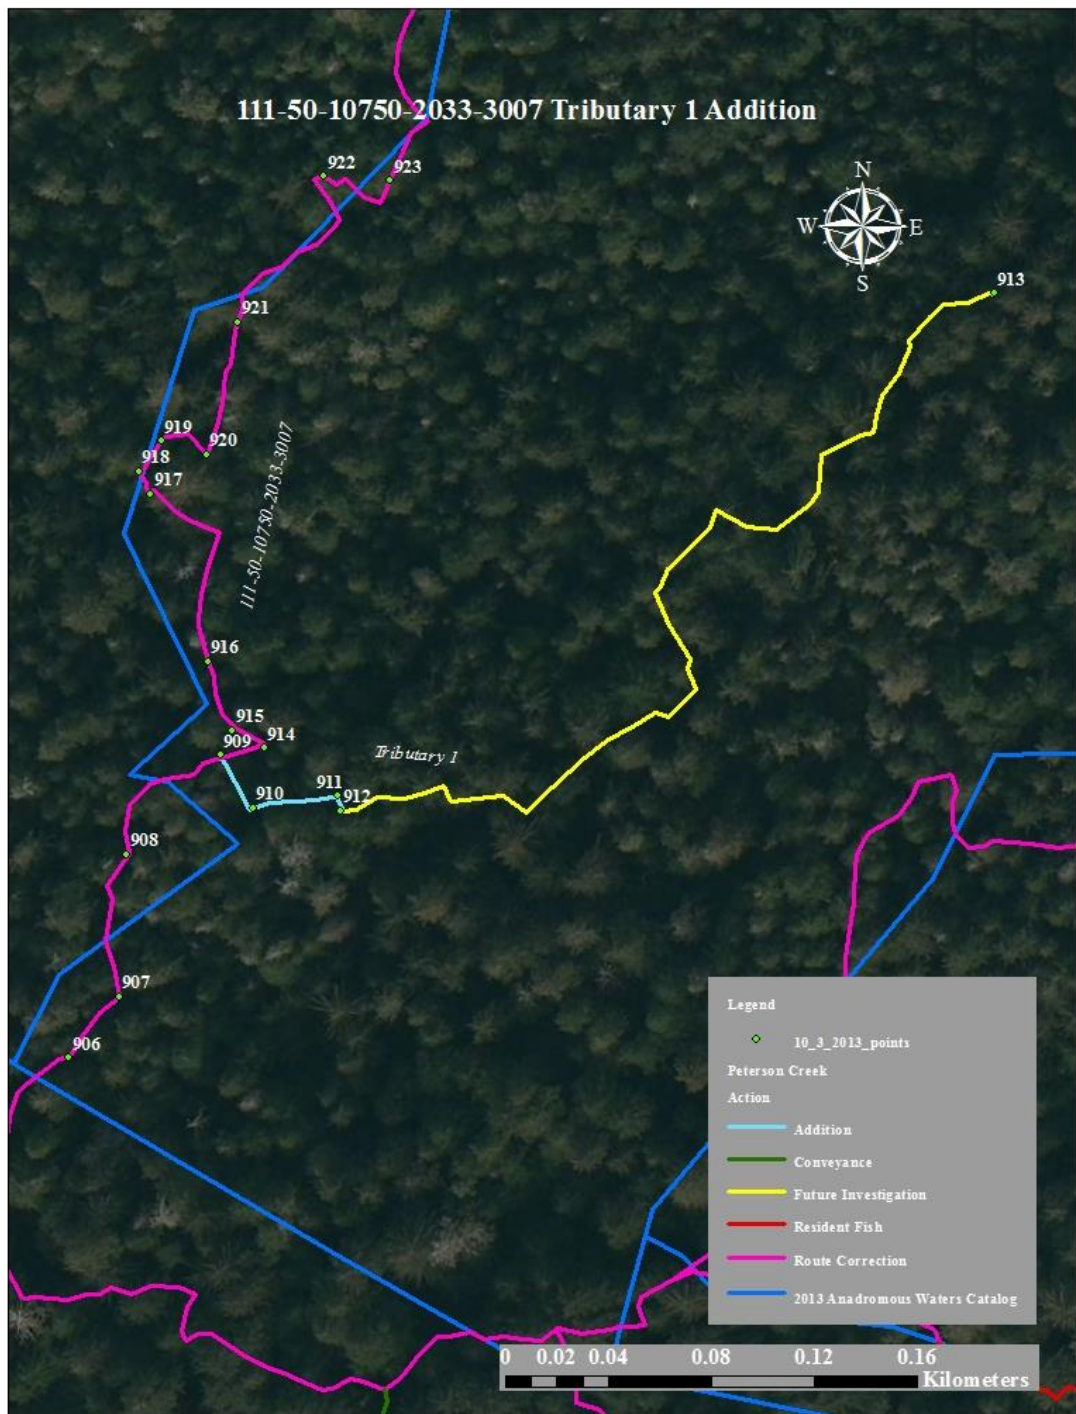 111-50-10750-2033-3007 Tributary 1 Addition
922
923
N
W
E
S
913
921
919
920
918
917
111-50-10750-2033-3007
916
915
914
909
Tributary 1
911
910
912
908
907
906
Legend
10_3_2013_points
Peterson Creek
Action
Addition
Conveyance
Future Investigation
Resident Fish
Route Correction
2013 Anadromous Waters Catalog
0 0.02 0.04 0.08 0.12 0.16
Kilometers